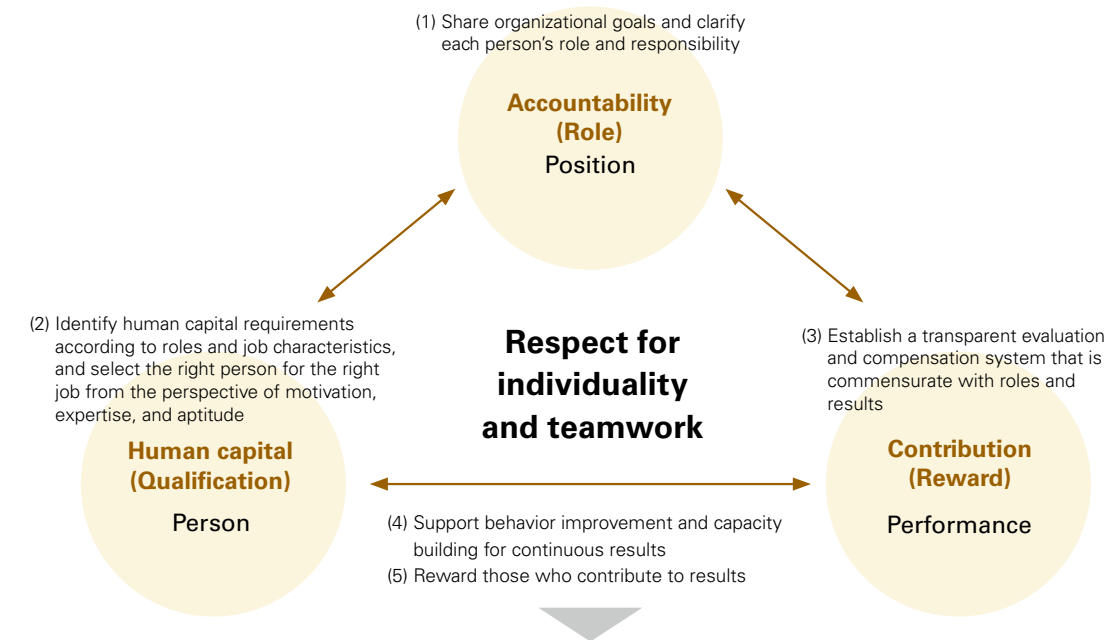 (1) Share organizational goals and clarify
each person’s role and responsibility
Accountability
(Role)
Position
(2) Identify human capital requirements
according to roles and job characteristics,
and select the right person for the right
job from the perspective of motivation,
expertise, and aptitude
Human capital
(Qualification)
Person
Respect for
individuality
and teamwork
(3) Establish a transparent evaluation
and compensation system that is
commensurate with roles and
results
Contribution
(Reward)
Performance
(4) Support behavior improvement and capacity
building for continuous results
(5) Reward those who contribute to results